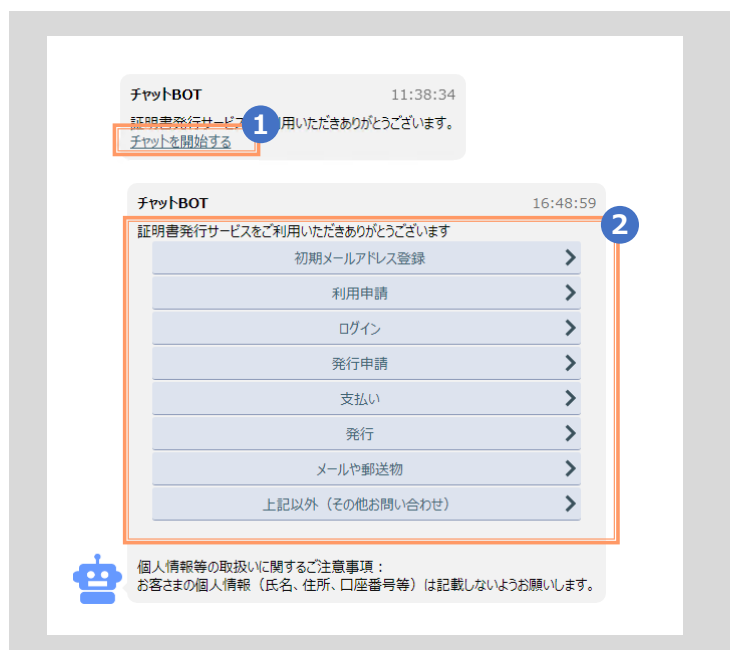 チャットBOT 11:38:34
1
証明書発行サービス 用いただきありがとうございます。
チャットを開始する
チャットBOT 16:48:59
2
証明書発行サービスをご利用いただきありがとうございます
初期メールアドレス登録
利用申請
ログイン
発行申請
支払い
発行
メールや郵送物
上記以外（その他お問い合わせ）
個人情報等の取扱いに関するご注意事項：
お客さまの個人情報（氏名、住所、口座番号等）は記載しないようお願いします。